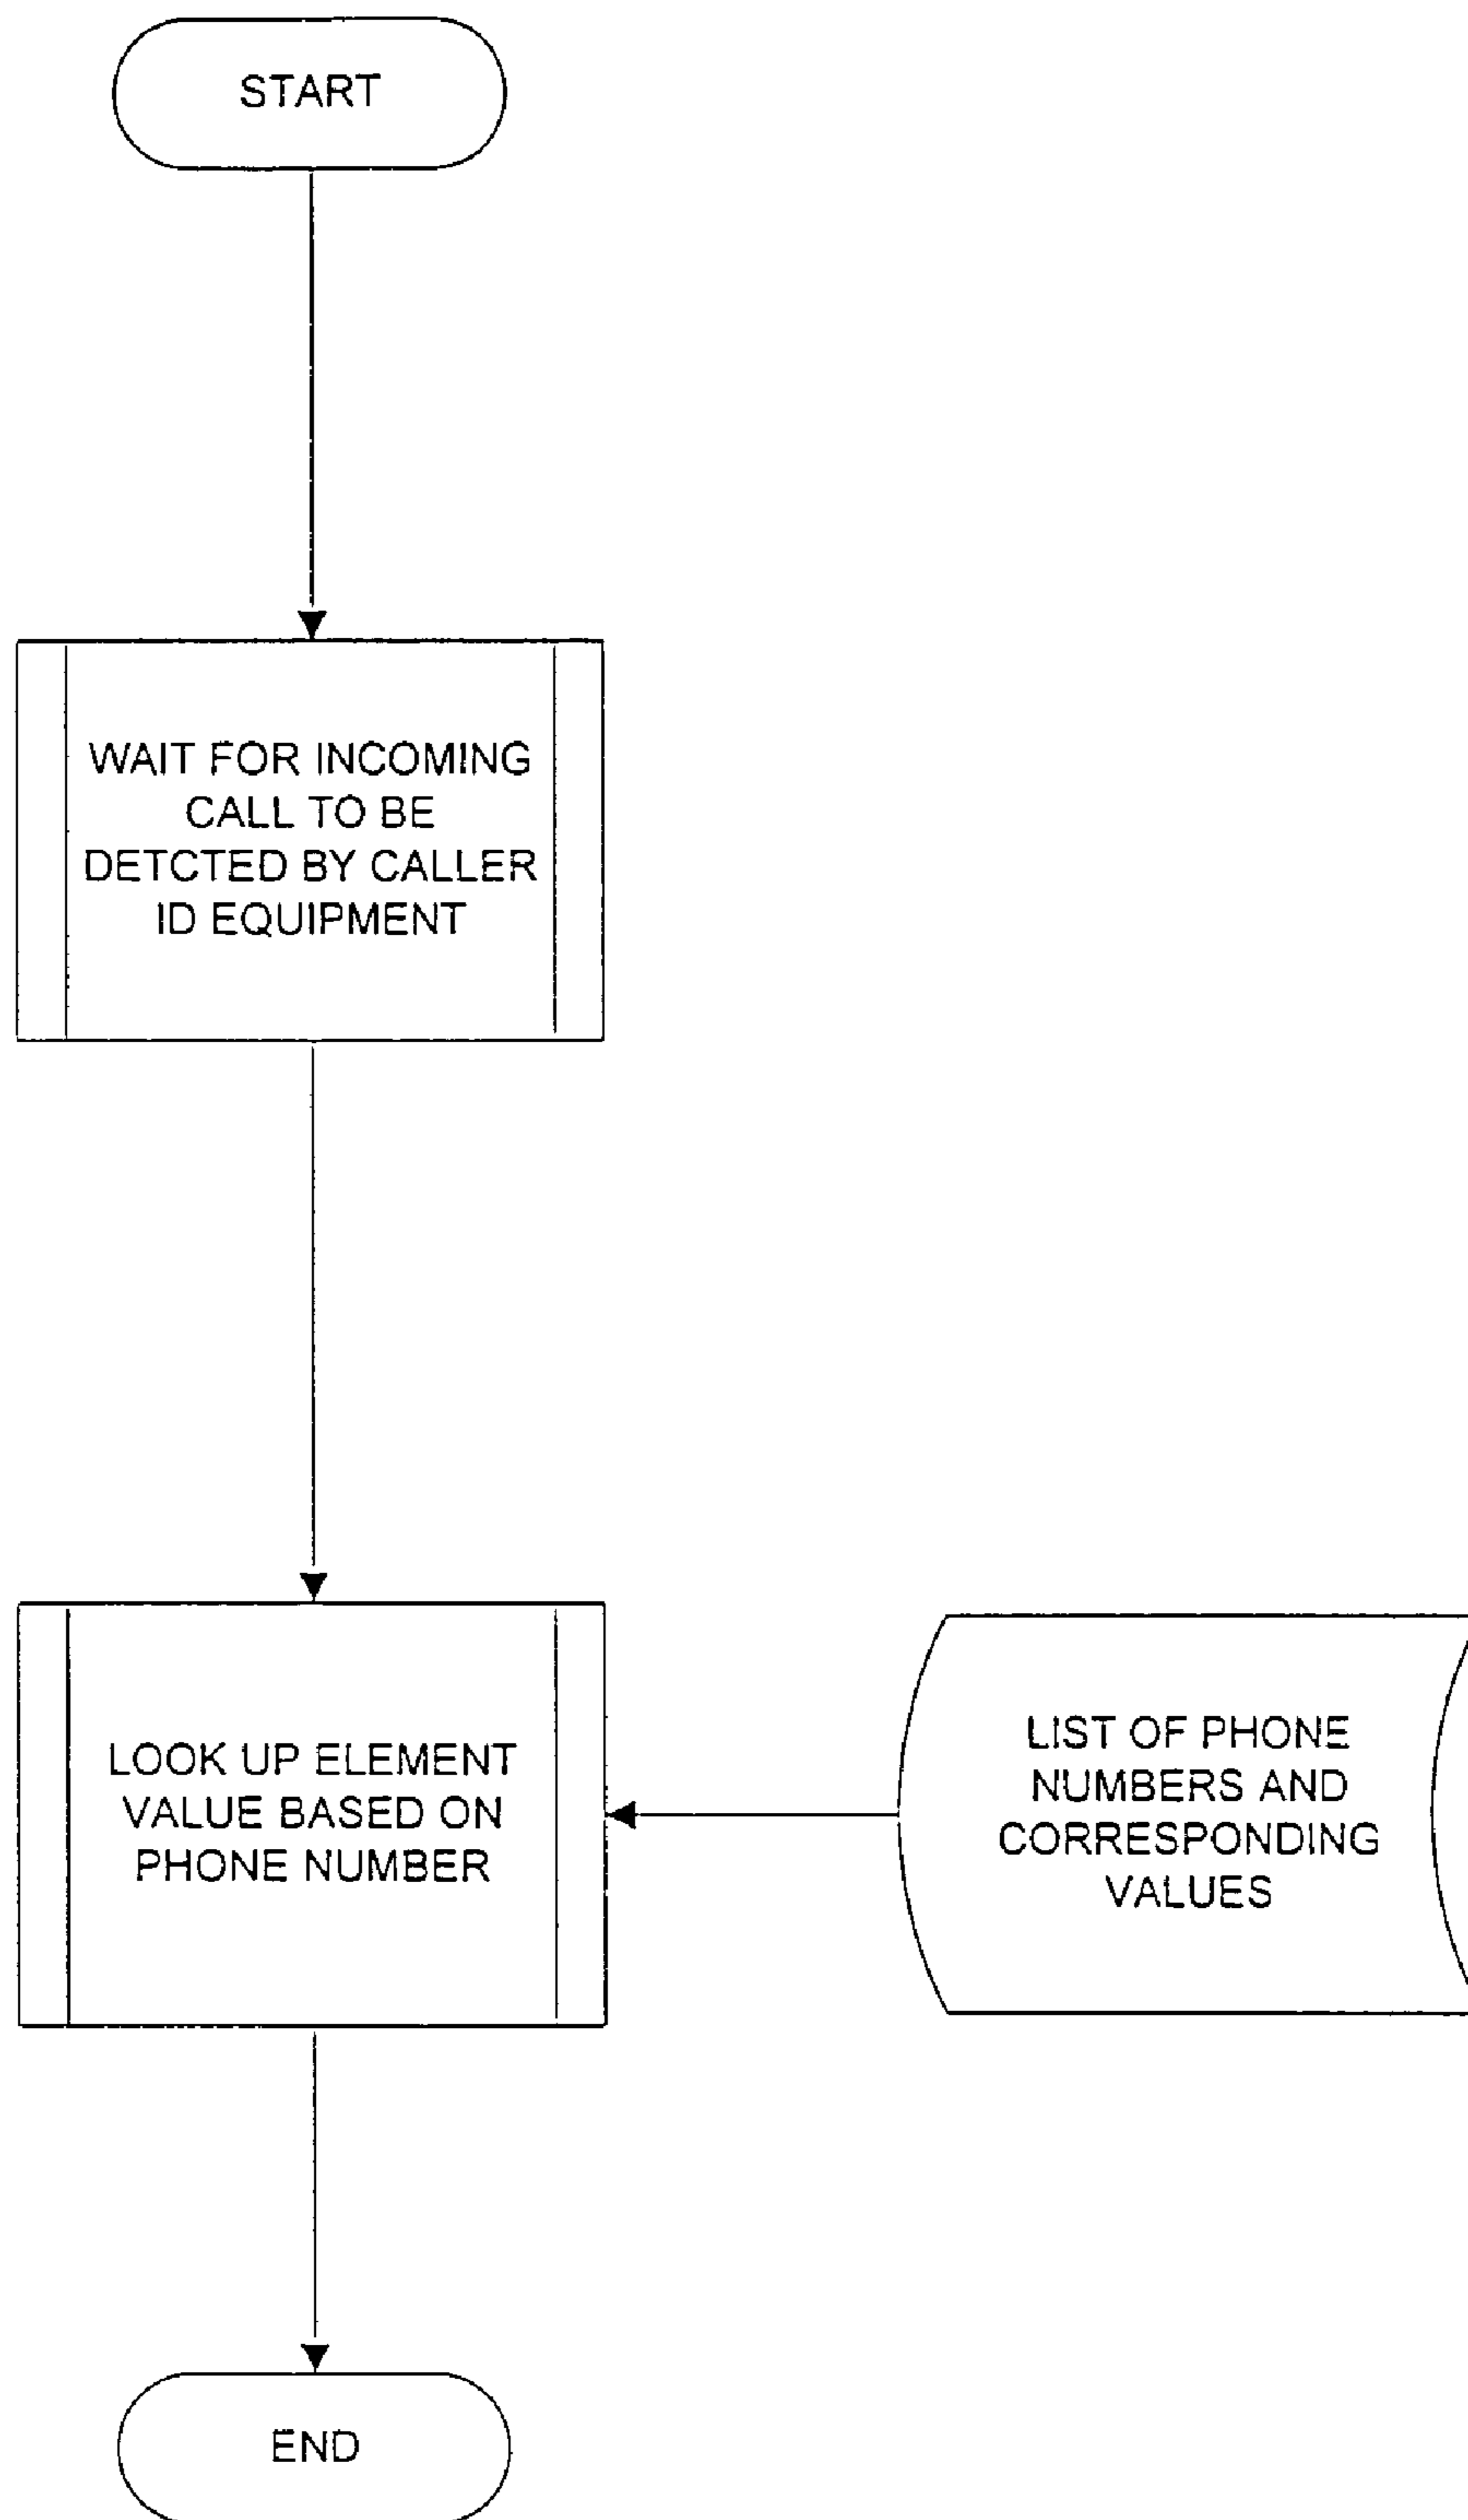 START
WAIT FOR INCOMING
CALL TO BE
DETCTED BY CALLER
ID EQUIPMENT
LOOK UP ELEMENT
VALUE BASED ON
PHONE NUMBER
LIST OF PHONE
NUMBERS AND
CORRESPONDING
VALUES
END